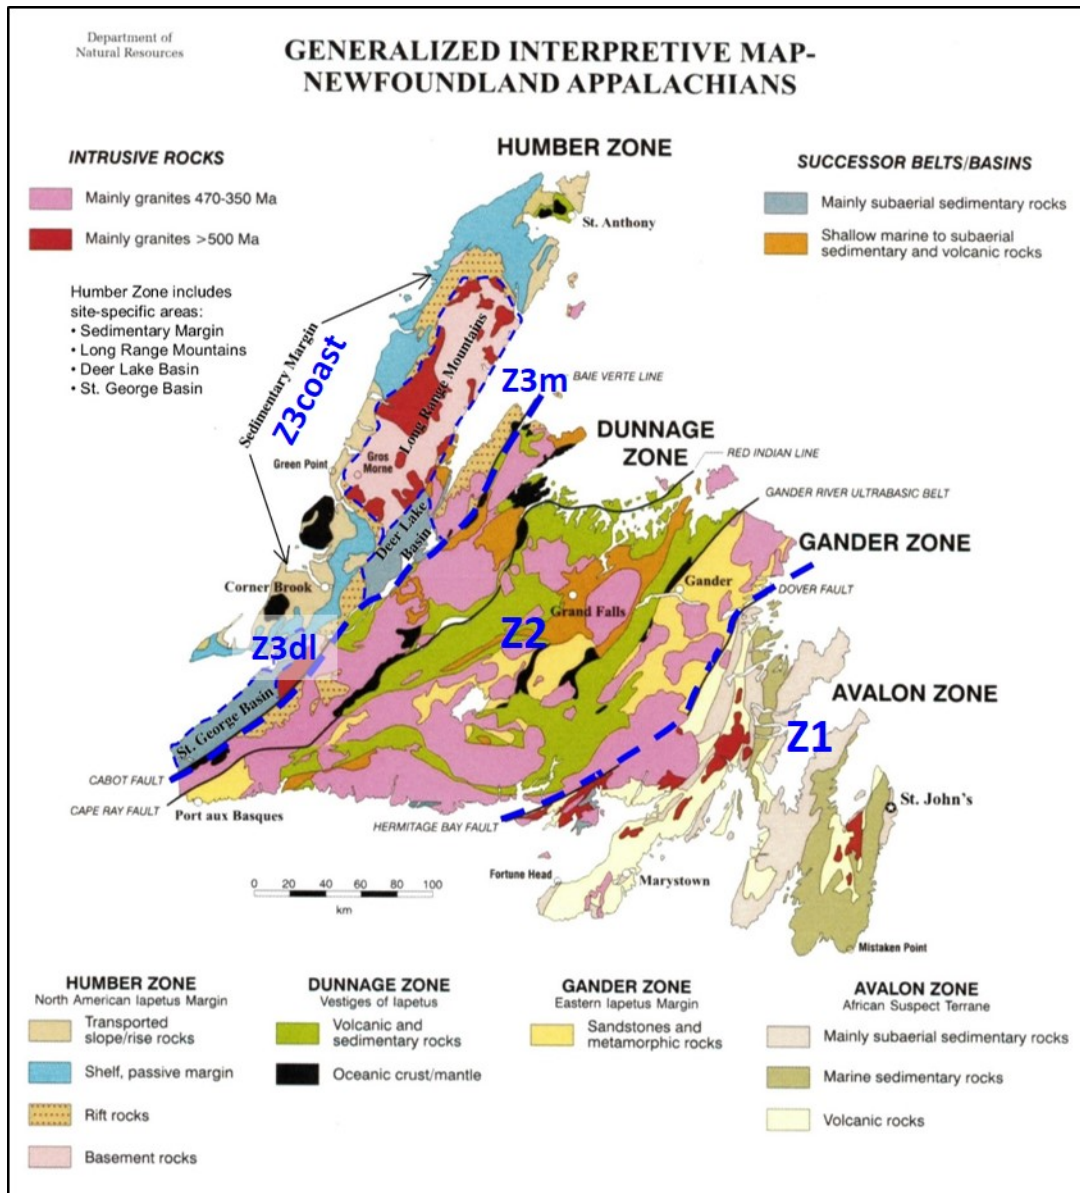 Department of
Natural Resources
GENERALIZED INTERPRETIVE MAP-
NEWFOUNDLAND APPALACHIANS
HUMBER ZONE
INTRUSIVE ROCKS
Mainly granites 470-350 Ma
Mainly granites >500 Ma
SUCCESSOR BELTS/BASINS
Mainly subaerial sedimentary rocks
Shallow marine to subaerial
sedimentary and volcanic rocks
Humber Zone includes
site-specific areas:
• Sedimentary Margin
• Long Range Mountains
• Deer Lake Basin
• St. George Basin
St. Anthony
Sedimentary Margin
Z3coast
Long Range Mountains
Z3m
BAIE VERTE LINE
DUNNAGE
ZONE
RED INDIAN LINE
Green Point
Gros
Morne
GANDER RIVER ULTRABASIC BELT
Deer Lake
Basin
GANDER ZONE
Corner Brook
Gander
DOVER FAULT
Grand Falls
Z3dl
Z2
St. George Basin
AVALON ZONE
Z1
CABOT FAULT
CAPE RAY FAULT
Port aux Basques
HERMITAGE BAY FAULT
St. John's
Fortune Head
Marystown
0 20 40 60 80 100
km
Mistaken Point
HUMBER ZONE
North American Iapetus Margin
Transported
slope/rise rocks
Shelf, passive margin
Rift rocks
Basement rocks
DUNNAGE ZONE
Vestiges of Iapetus
Volcanic and
sedimentary rocks
Oceanic crust/mantle
GANDER ZONE
Eastern Iapetus Margin
Sandstones and
metamorphic rocks
AVALON ZONE
African Suspect Terrane
Mainly subaerial sedimentary rocks
Marine sedimentary rocks
Volcanic rocks